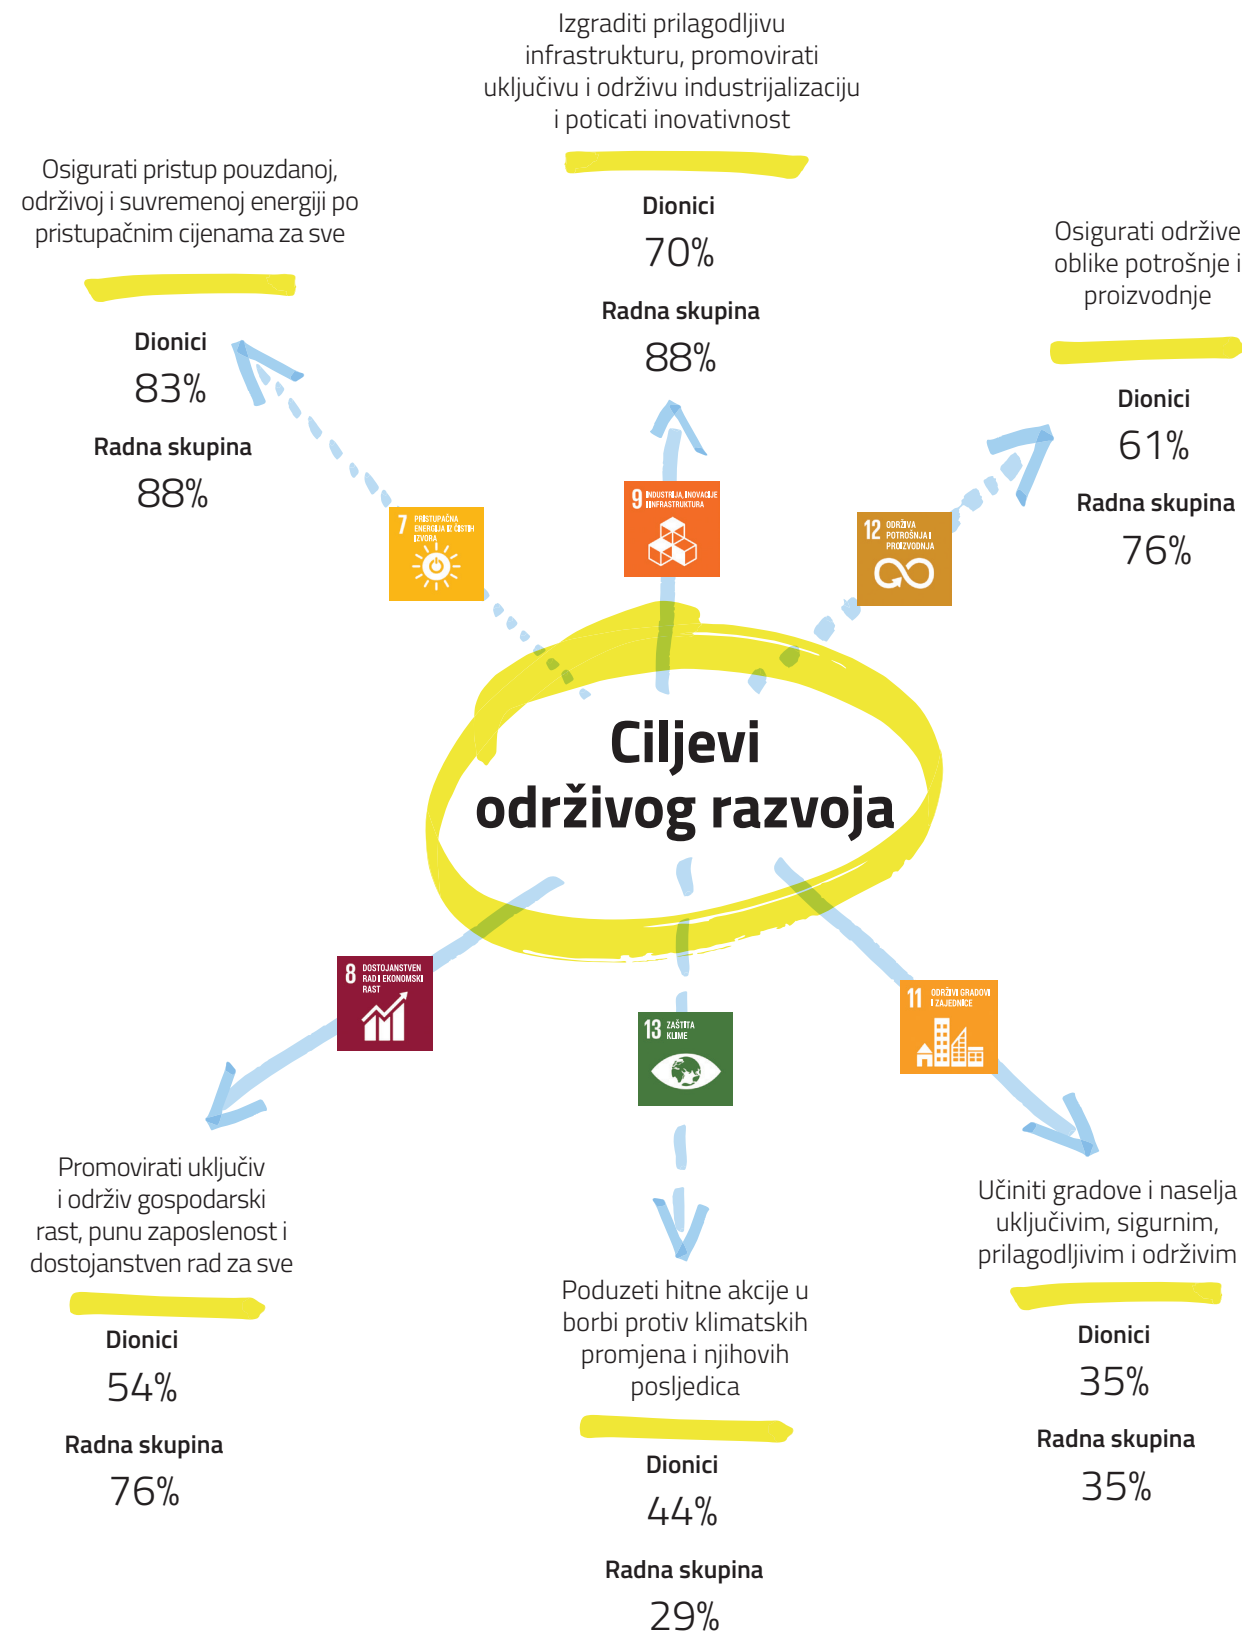 Izgraditi prilagodljivu
infrastrukturu, promovirati
uključivu i održivu industrijalizaciju
i poticati inovativnost
Dionici
70%
Radna skupina
88%
Osigurati pristup pouzdanoj,
održivoj i suvremenoj energiji po
pristupačnim cijenama za sve
Dionici
83%
Radna skupina
88%
Osigurati održive
oblike potrošnje i
proizvodnje
Dionici
61%
Radna skupina
76%
7 PRISTUPAČNA
ENERGIJA IZ ČISTIH
IZVORA
9 INDUSTRIJA, INOVACIJE
I INFRASTRUKTURA
12 ODRŽIVA
POTROŠNJA I
PROIZVODNJA
Ciljevi
održivog razvoja
8 DOSTOJANSTVEN
RAD I EKONOMSKI
RAST
13 ZAŠTITA
KLIME
11 ODRŽIVI GRADOVI
I ZAJEDNICE
Promovirati uključiv
i održiv gospodarski
rast, punu zaposlenost i
dostojanstven rad za sve
Dionici
54%
Radna skupina
76%
Poduzeti hitne akcije u
borbi protiv klimatskih
promjena i njihovih
posljedica
Dionici
44%
Radna skupina
29%
Učiniti gradove i naselja
uključivim, sigurnim,
prilagodljivim i održivim
Dionici
35%
Radna skupina
35%